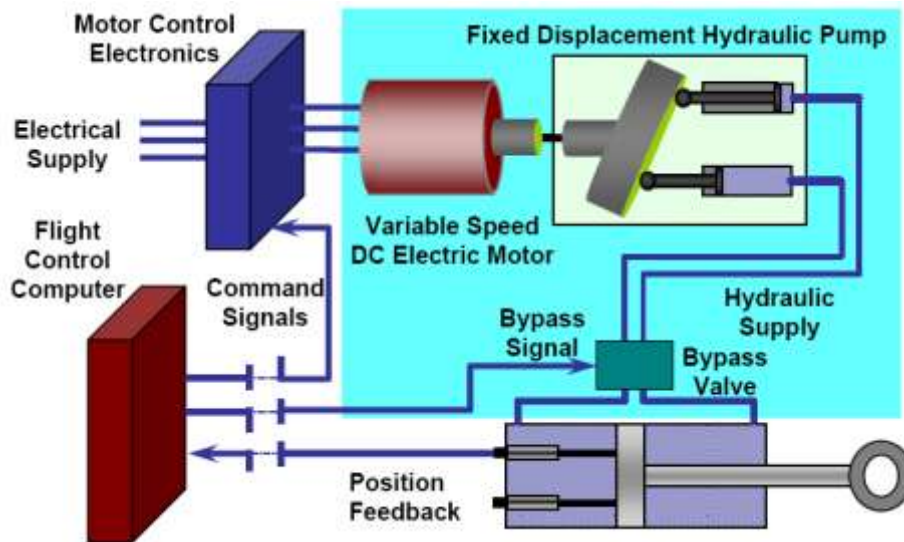 Motor Control
Electronics
Fixed Displacement Hydraulic Pump
Electrical
Supply
Variable Speed
DC Electric Motor
Flight
Control
Computer
Command
Signals
Hydraulic
Supply
Bypass
Signal
Bypass
Valve
Position
Feedback